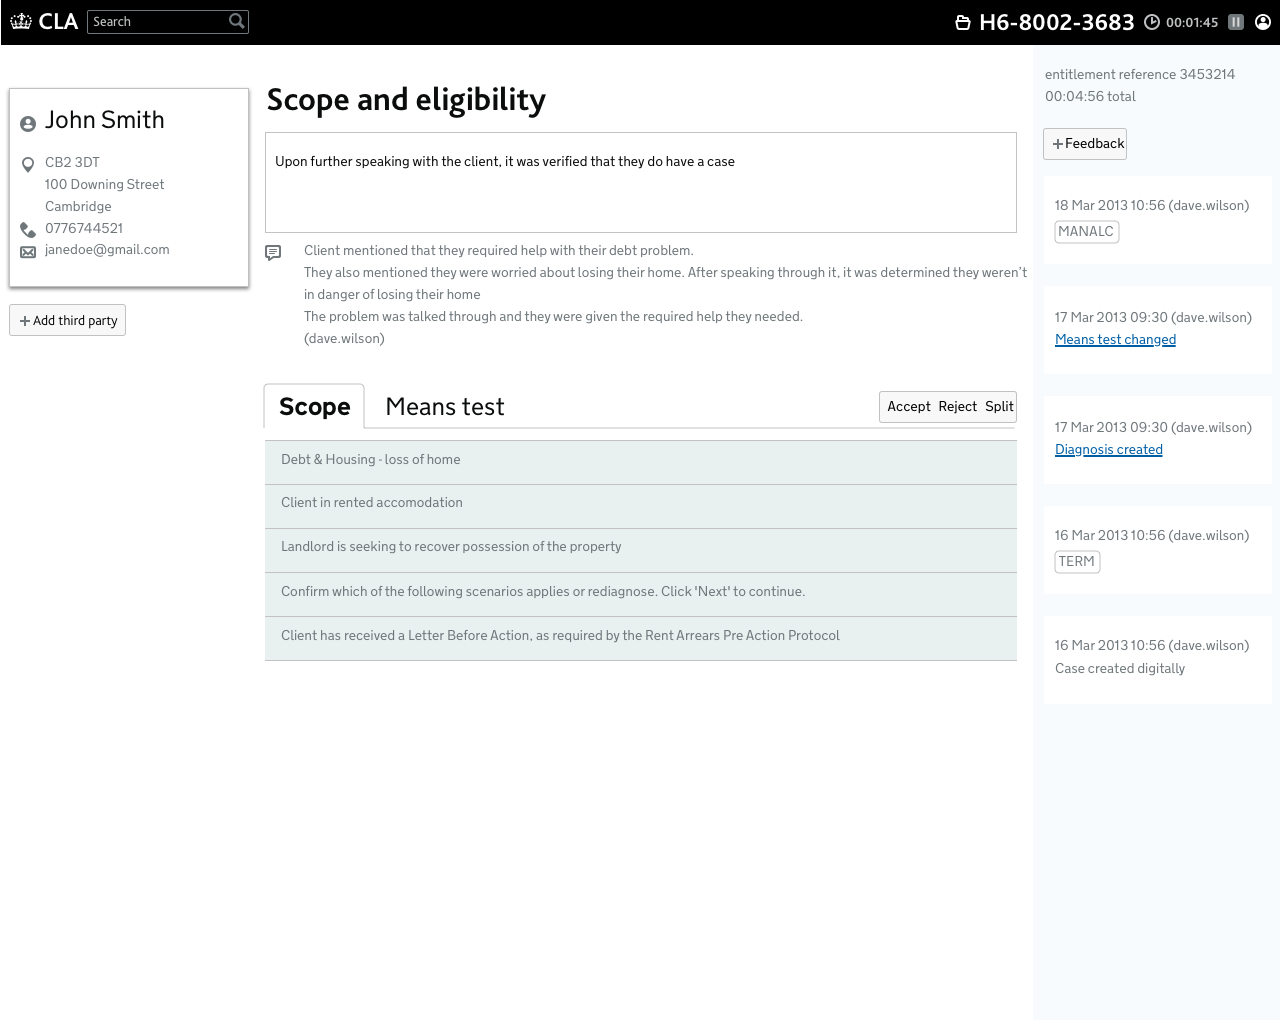 CLA
Search
H6-8002-3683
00:01:45
John Smith
CB2 3DT
100 Downing Street
Cambridge
0776744521
janedoe@gmail.com
Add third party
Scope and eligibility
Upon further speaking with the client, it was verified that they do have a case
Client mentioned that they required help with their debt problem.
They also mentioned they were worried about losing their home. After speaking through it, it was determined they weren't
in danger of losing their home
The problem was talked through and they were given the required help they needed.
(dave.wilson)
Scope
Means test
Accept Reject Split
Debt & Housing - loss of home
Client in rented accomodation
Landlord is seeking to recover possession of the property
Confirm which of the following scenarios applies or rediagnose. Click 'Next' to continue.
Client has received a Letter Before Action, as required by the Rent Arrears Pre Action Protocol
entitlement reference 3453214
00:04:56 total
Feedback
18 Mar 2013 10:56 (dave.wilson)
MANALC
17 Mar 2013 09:30 (dave.wilson)
Means test changed
17 Mar 2013 09:30 (dave.wilson)
Diagnosis created
16 Mar 2013 10:56 (dave.wilson)
TERM
16 Mar 2013 10:56 (dave.wilson)
Case created digitally